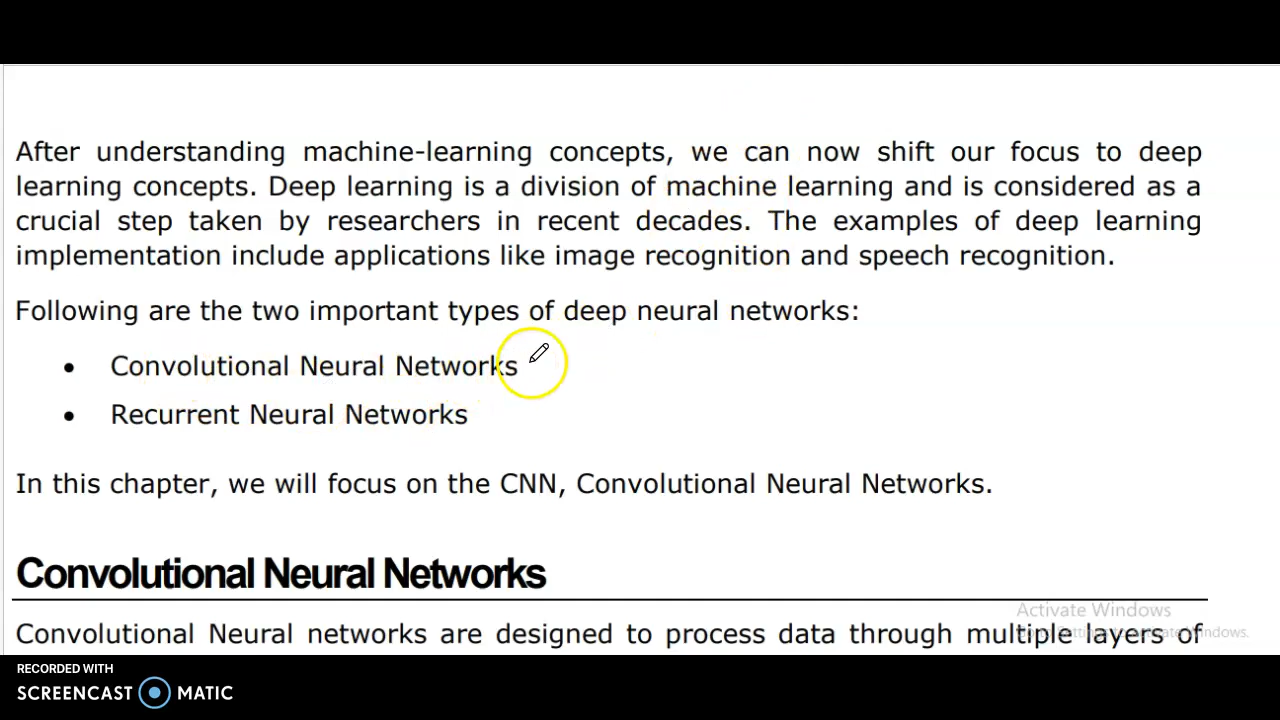 After understanding machine-learning concepts, we can now shift our focus to deep
learning concepts. Deep learning is a division of machine learning and is considered as a
crucial step taken by researchers in recent decades. The examples of deep learning
implementation include applications like image recognition and speech recognition.
Following are the two important types of deep neural networks:
• Convolutional Neural Networks
• Recurrent Neural Networks
In this chapter, we will focus on the CNN, Convolutional Neural Networks.
Convolutional Neural Networks
Activate Windows
Convolutional Neural networks are designed to process data through multiple layers of
RECORDED WITH
SCREENCAST MATIC